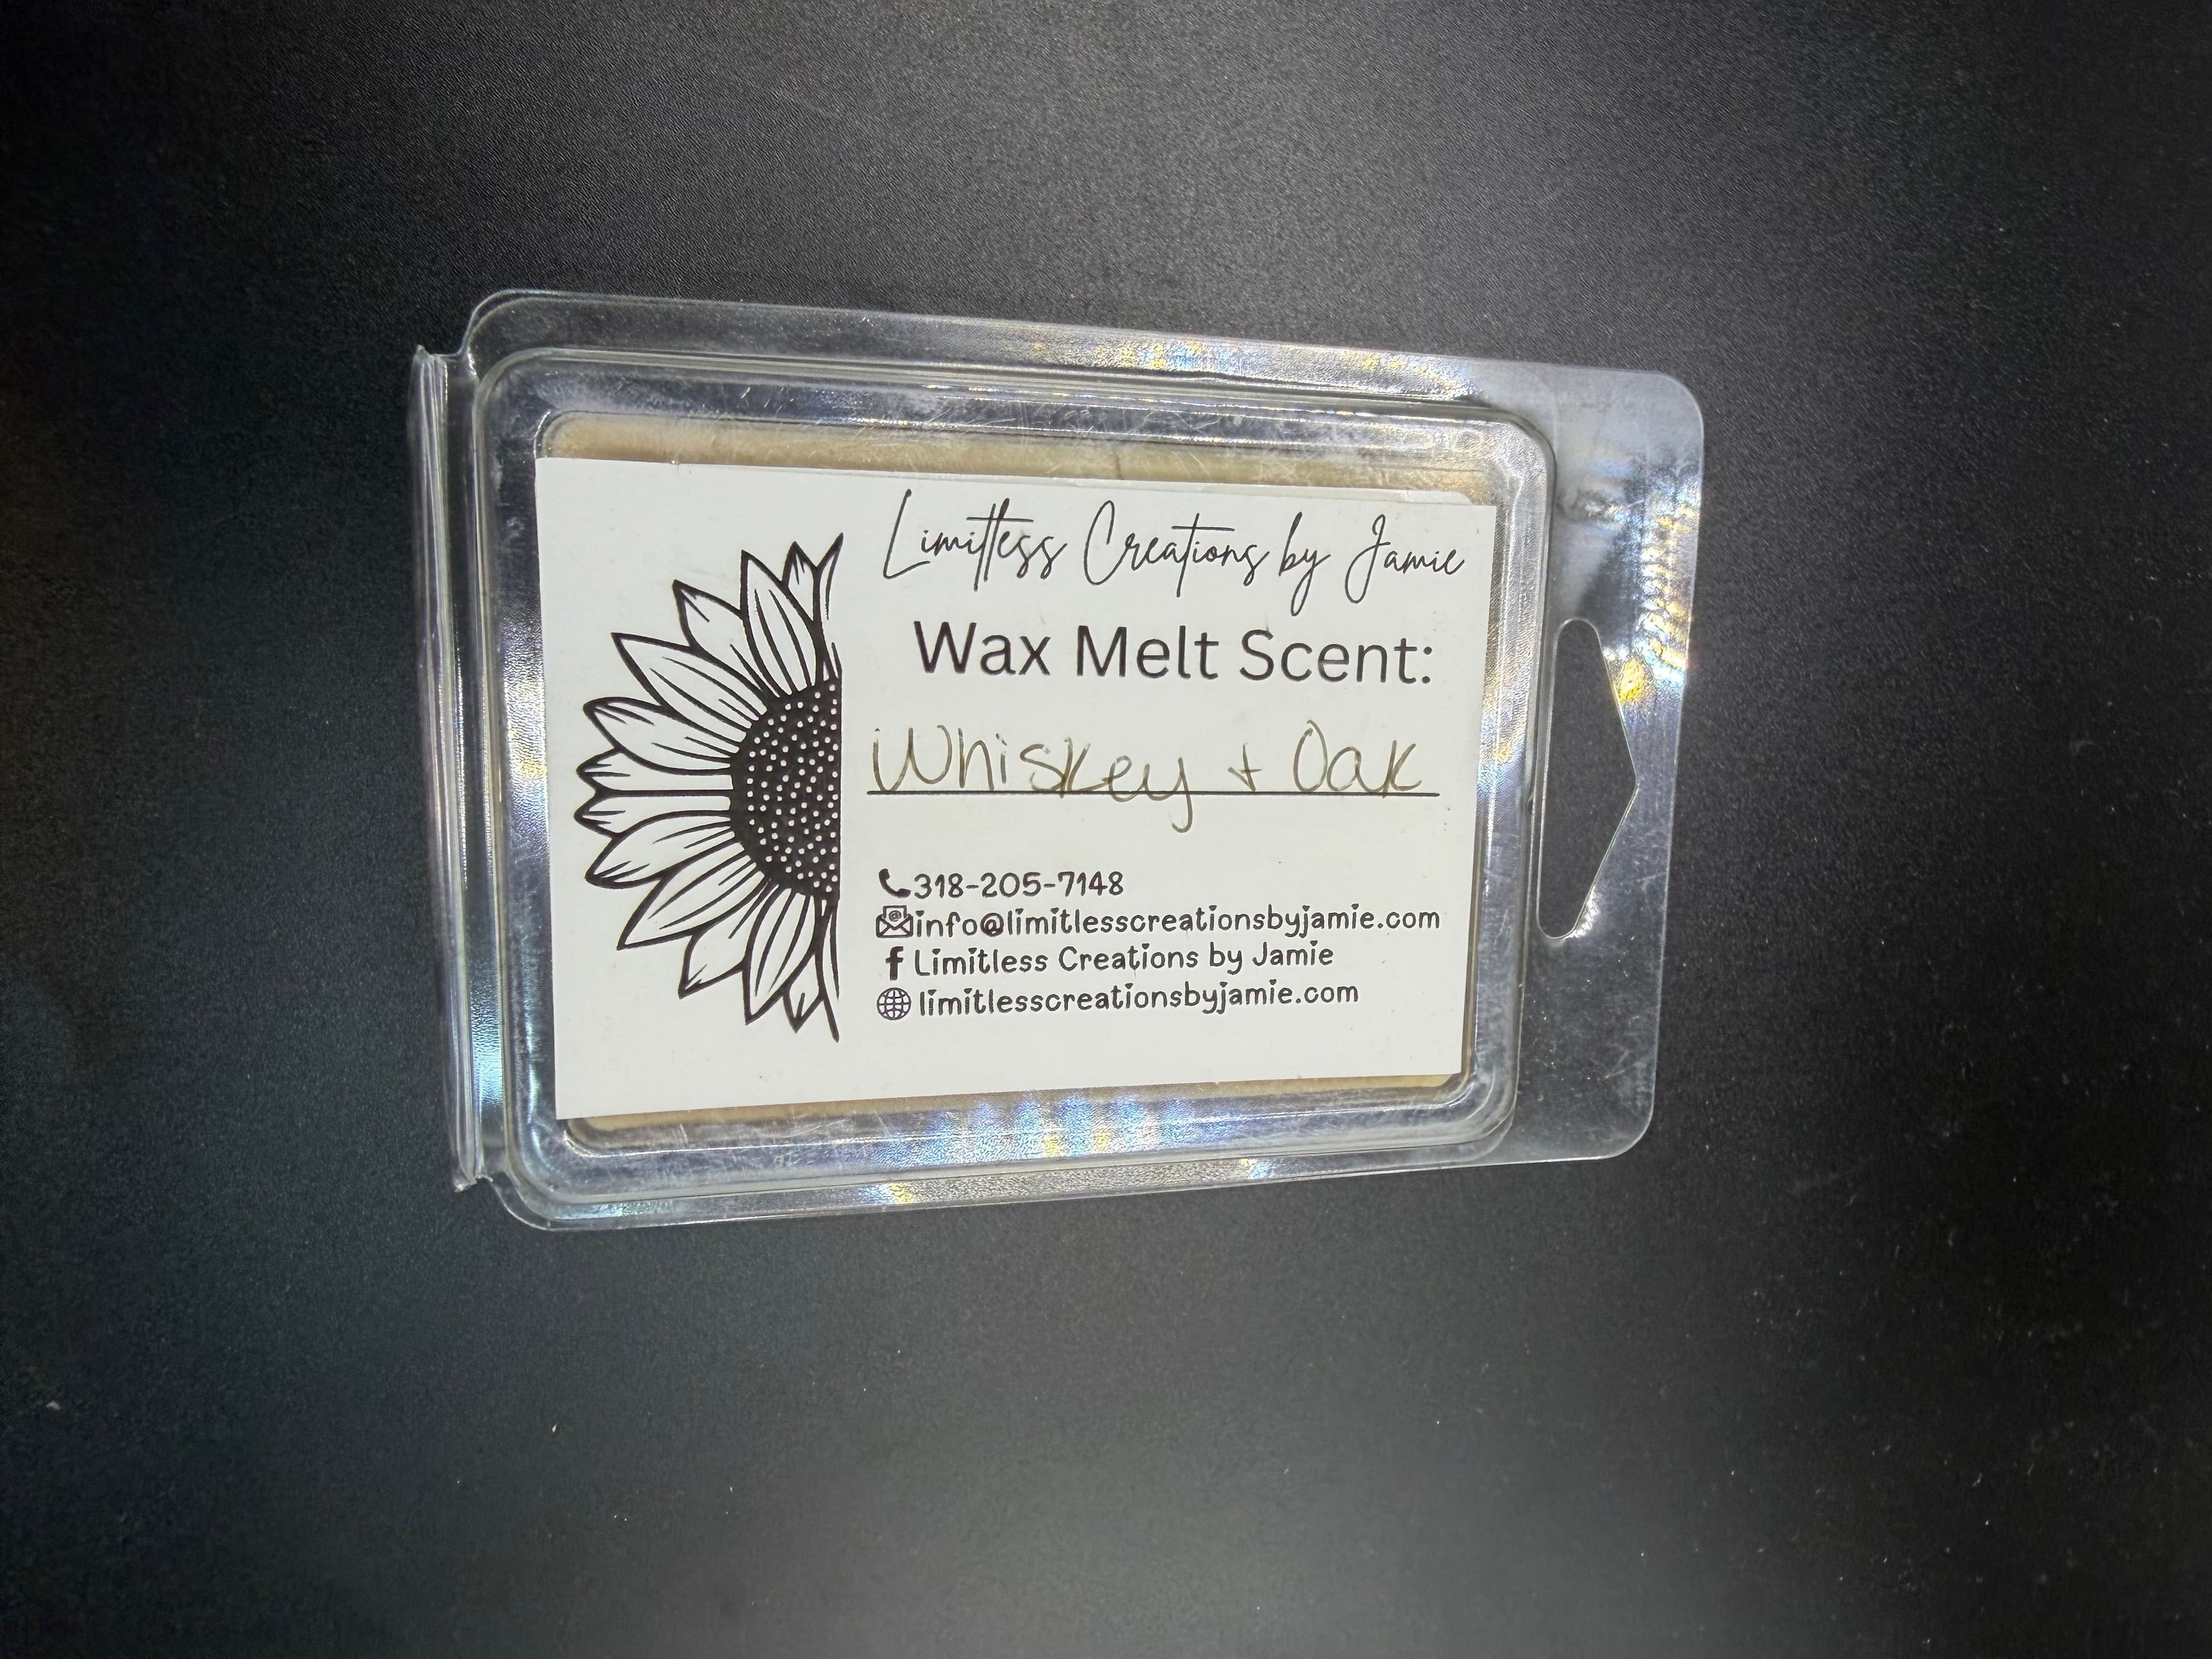 Limitless Creations by Jamie
Wax Melt Scent:
Whiskey + Oak
318-205-7148
info@limitlesscreationsbyjamie.com
f Limitless Creations by Jamie
limitlesscreationsbyjamie.com